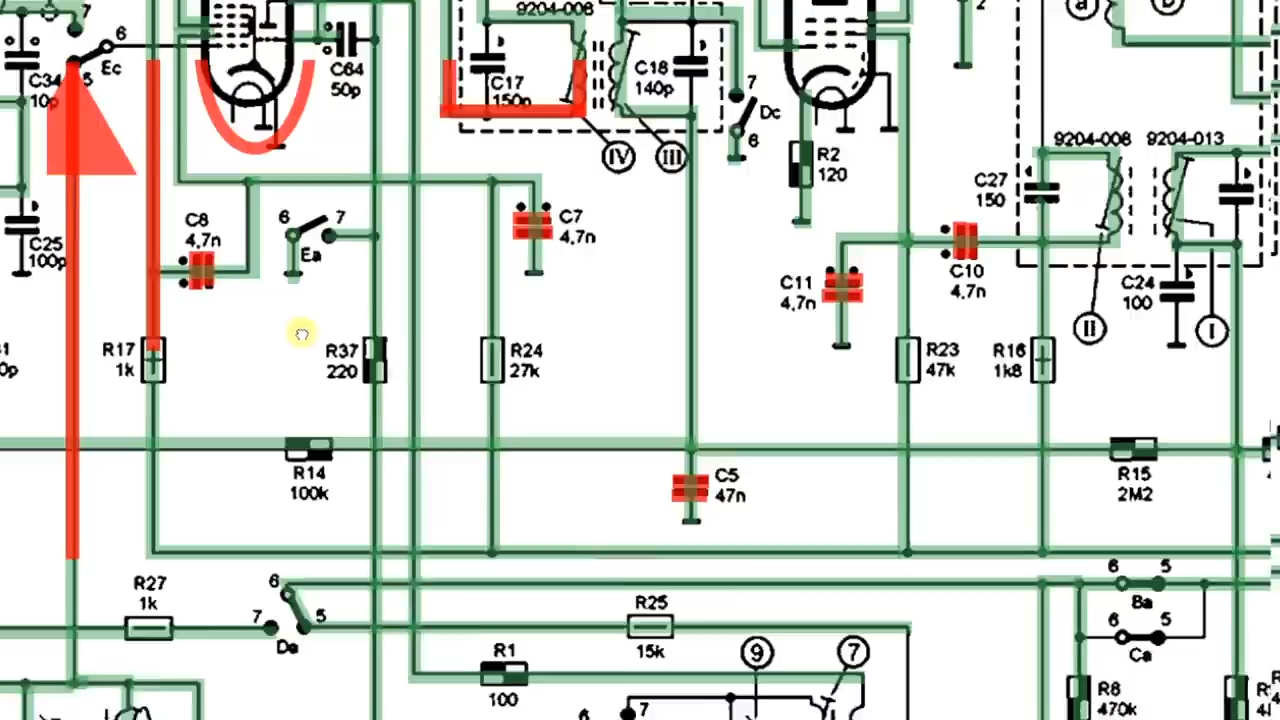 9204-008
6
7
5
Ec
C34
10p
C64
50p
C17
150p
C18
140p
7
Dc
6
2
a
b
IV
III
R2
120
9204-008
9204-013
C27
150
C25
100p
C8
4,7n
6
7
Ea
C7
4,7n
C11
4,7n
C10
4,7n
C24
100
II
I
R17
1k
R37
220
R24
27k
R23
47k
R16
1k8
R14
100k
C5
47n
R15
2M2
R27
1k
6
7
5
Da
R25
15k
R1
100
9
7
6
7
6
5
Ba
6
5
Ca
R8
470k